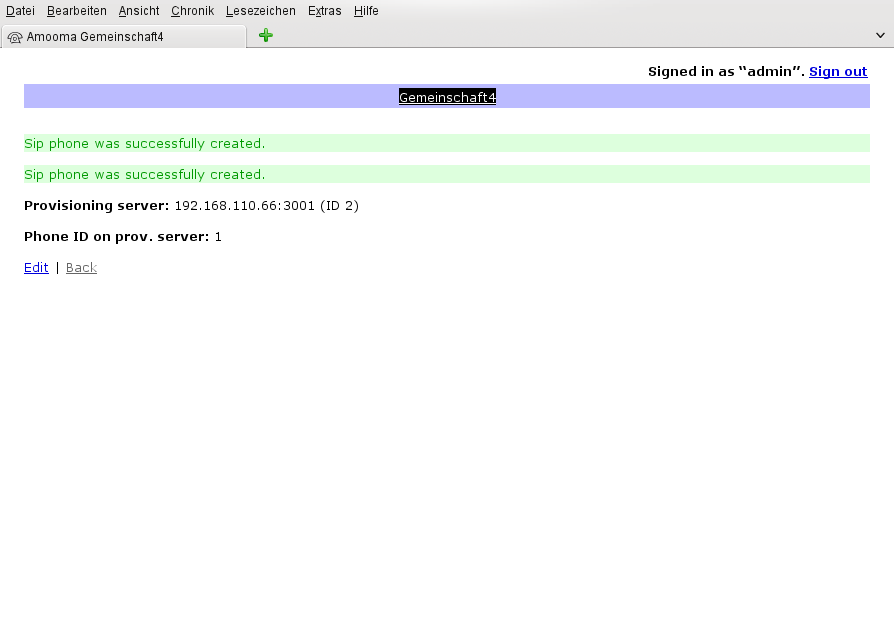 Datei Bearbeiten Ansicht Chronik Lesezeichen Extras Hilfe
Amooma Gemeinschaft4
Signed in as “admin”. Sign out
Gemeinschaft4
Sip phone was successfully created.
Sip phone was successfully created.
Provisioning server: 192.168.110.66:3001 (ID 2)
Phone ID on prov. server: 1
Edit | Back